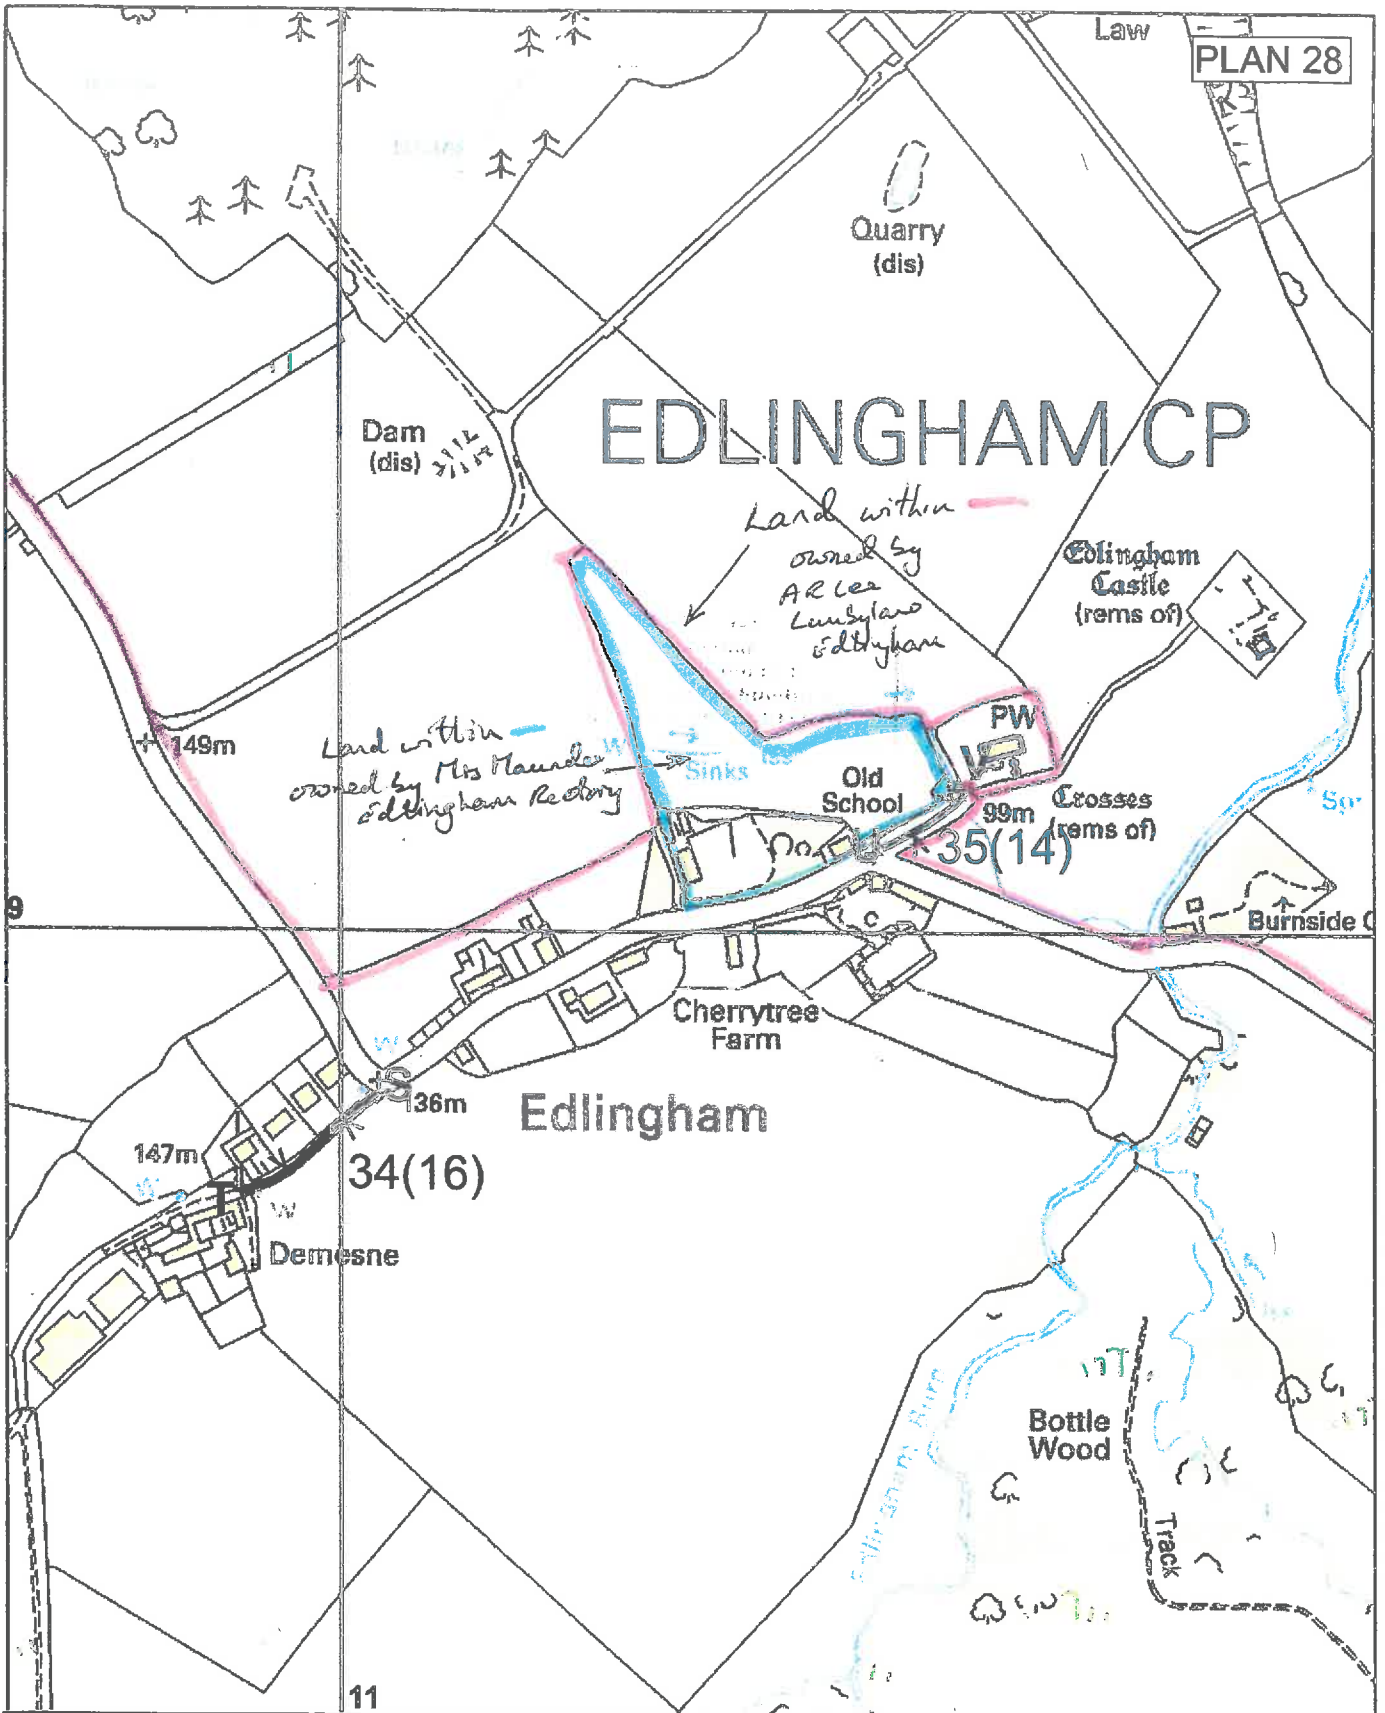 Law
PLAN 28
Quarry
(dis)
Dam
(dis)
EDLINGHAM CP
Land within
owned by
AR Lee
Edlingham
Edlingham
Castle
(rems of)
149m
Land within
owned by Mrs Maunder
Edlingham Rectory
W
Sinks
Iss
PW
V
Old
School
99m
Crosses
(rems of)
U
35(14)
9
Burnside C
C
Cherrytree
Farm
W
S
136m
Edlingham
147m
34(16)
W
T
W
Demesne
Bottle
Wood
Track
11